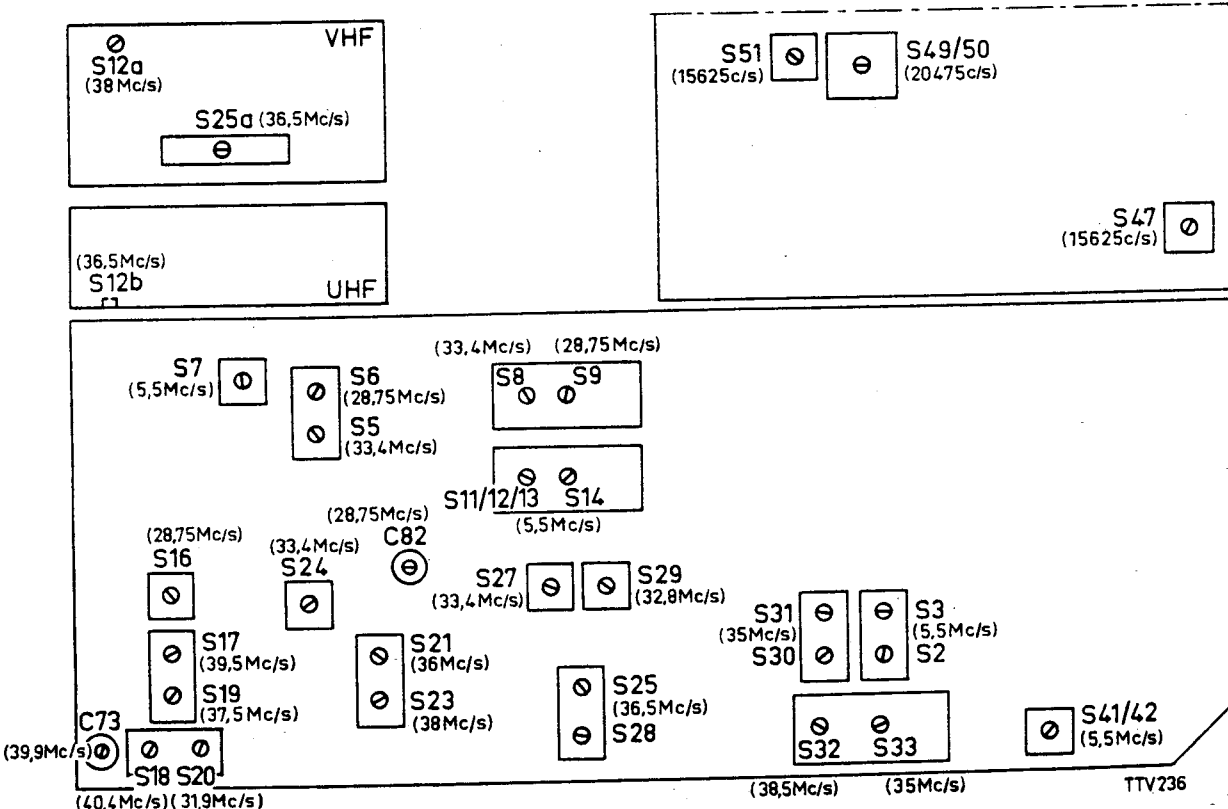 VHF
S12a
(38Mc/s)
S25a (36,5Mc/s)
(36,5Mc/s)
S12b
UHF
S51
(15625c/s)
S49/50
(20475c/s)
S47
(15625c/s)
S7
(5,5Mc/s)
S6
(28,75Mc/s)
S5
(33,4Mc/s)
(33,4Mc/s) (28,75Mc/s)
S8 S9
S11/12/13 S14
(5,5Mc/s)
(28,75Mc/s)
C82
(28,75Mc/s)
S16
(33,4Mc/s)
S24
S27
(33,4Mc/s)
S29
(32,8Mc/s)
S17
(39,5Mc/s)
S19
(37,5Mc/s)
S21
(36Mc/s)
S23
(38Mc/s)
S25
(36,5Mc/s)
S28
S31
(35Mc/s)
S30
S3
(5,5Mc/s)
S2
C73
(39,9Mc/s)
S18 S20
(40,4Mc/s) (31,9Mc/s)
S32 S33
(38,5Mc/s) (35Mc/s)
S41/42
(5,5Mc/s)
TTV236